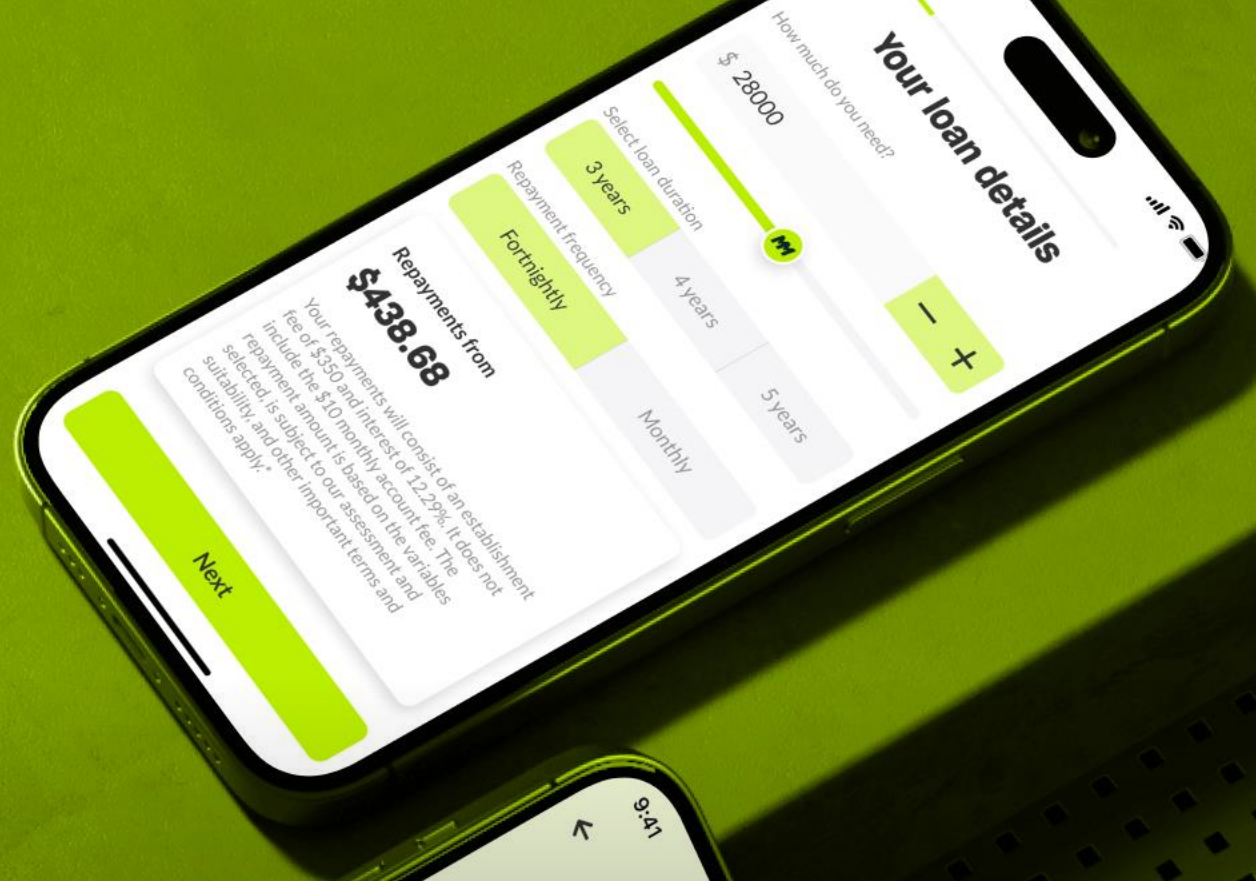 Your loan details
How much do you need?
$ 28000
− +
Select loan duration
3 years
4 years
5 years
Repayment frequency
Fortnightly
Monthly
Repayments from
$438.68
Your repayments will consist of an establishment
fee of $350 and interest of 12.29%. It does not
include the $10 monthly account fee. The
repayment amount is based on the variables
selected, is subject to our assessment and
suitability, and other important terms and
conditions apply.*
Next
9:41